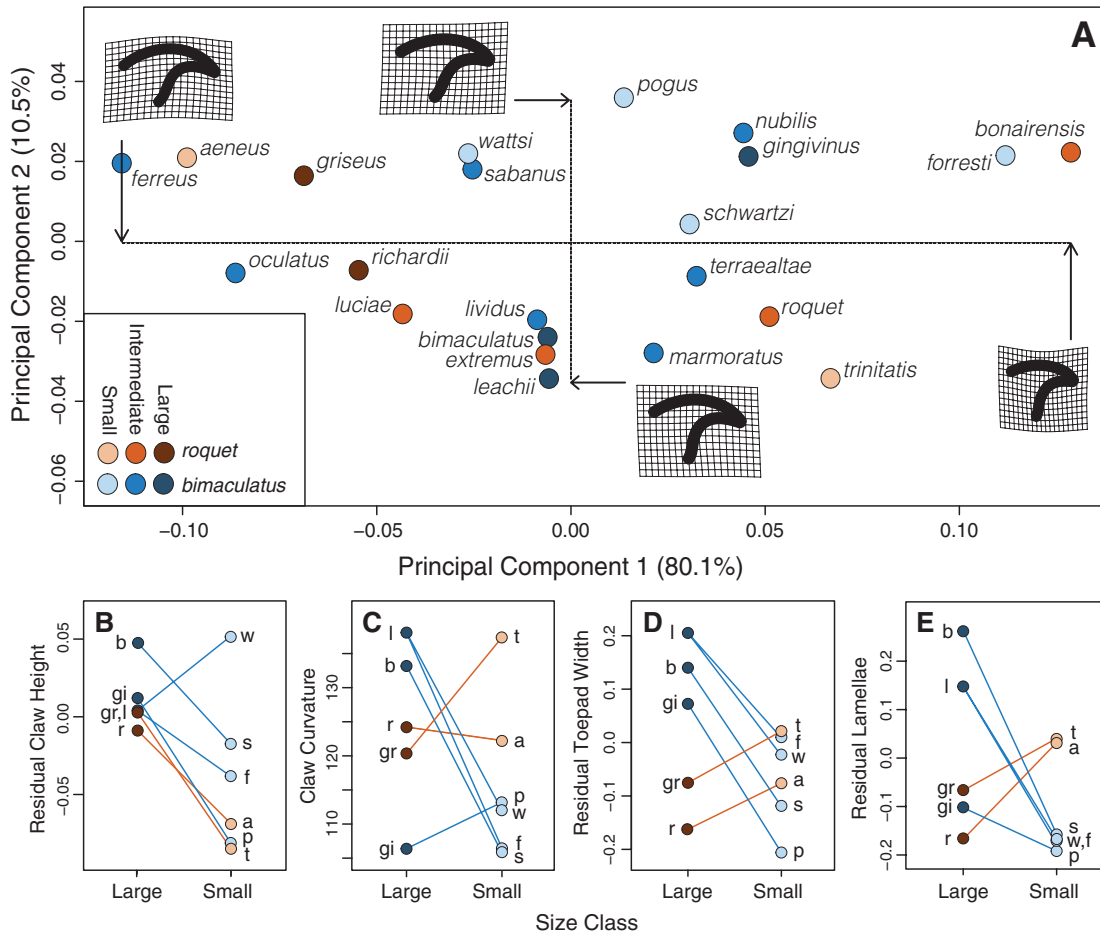 A
Principal Component 2 (10.5%)
0.04
0.02
0.00
−0.02
−0.04
−0.06
pogus
nubilis
bonairensis
aeneus
wattsi
gingivinus
griseus
forresti
ferreus
sabanus
schwartzi
oculatus
richardii
terraealtae
luciae
lividus
roquet
bimaculatus
extremus
marmoratus
leachii
trinitatis
Small
Intermediate
Large
roquet
bimaculatus
−0.10
−0.05
0.00
0.05
0.10
Principal Component 1 (80.1%)
B
Residual Claw Height
0.05
0.00
−0.05
b
gi
gr,l
r
w
s
f
a
p
t
Large
Small
C
Claw Curvature
130
120
110
l
b
r
gr
gi
t
a
p
w
f
s
Large
Small
D
Residual Toepad Width
0.2
0.1
0.0
−0.1
−0.2
l
b
gi
gr
r
t
f
w
a
s
p
Large
Small
E
Residual Lamellae
0.2
0.1
0.0
−0.1
−0.2
b
l
gr
gi
r
t
a
s
w,f
p
Large
Small
Size Class